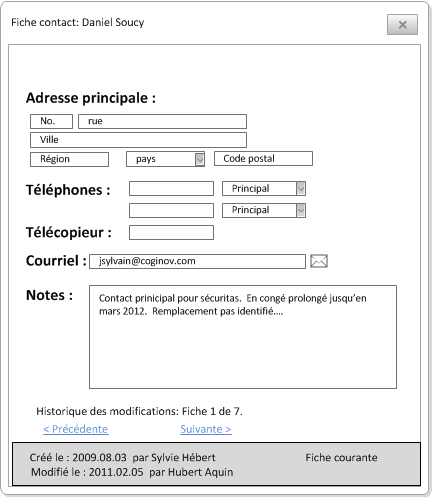 Fiche contact: Daniel Soucy
Adresse principale :
No. rue
Ville
Région pays Code postal
Téléphones : Principal
Principal
Télécopieur :
Courriel : jsylvain@coginov.com
Notes : Contact prinicipal pour sécuritas. En congé prolongé jusqu'en
mars 2012. Remplacement pas identifié....
Historique des modifications: Fiche 1 de 7.
< Précédente Suivante >
Créé le : 2009.08.03 par Sylvie Hébert Fiche courante
Modifié le : 2011.02.05 par Hubert Aquin